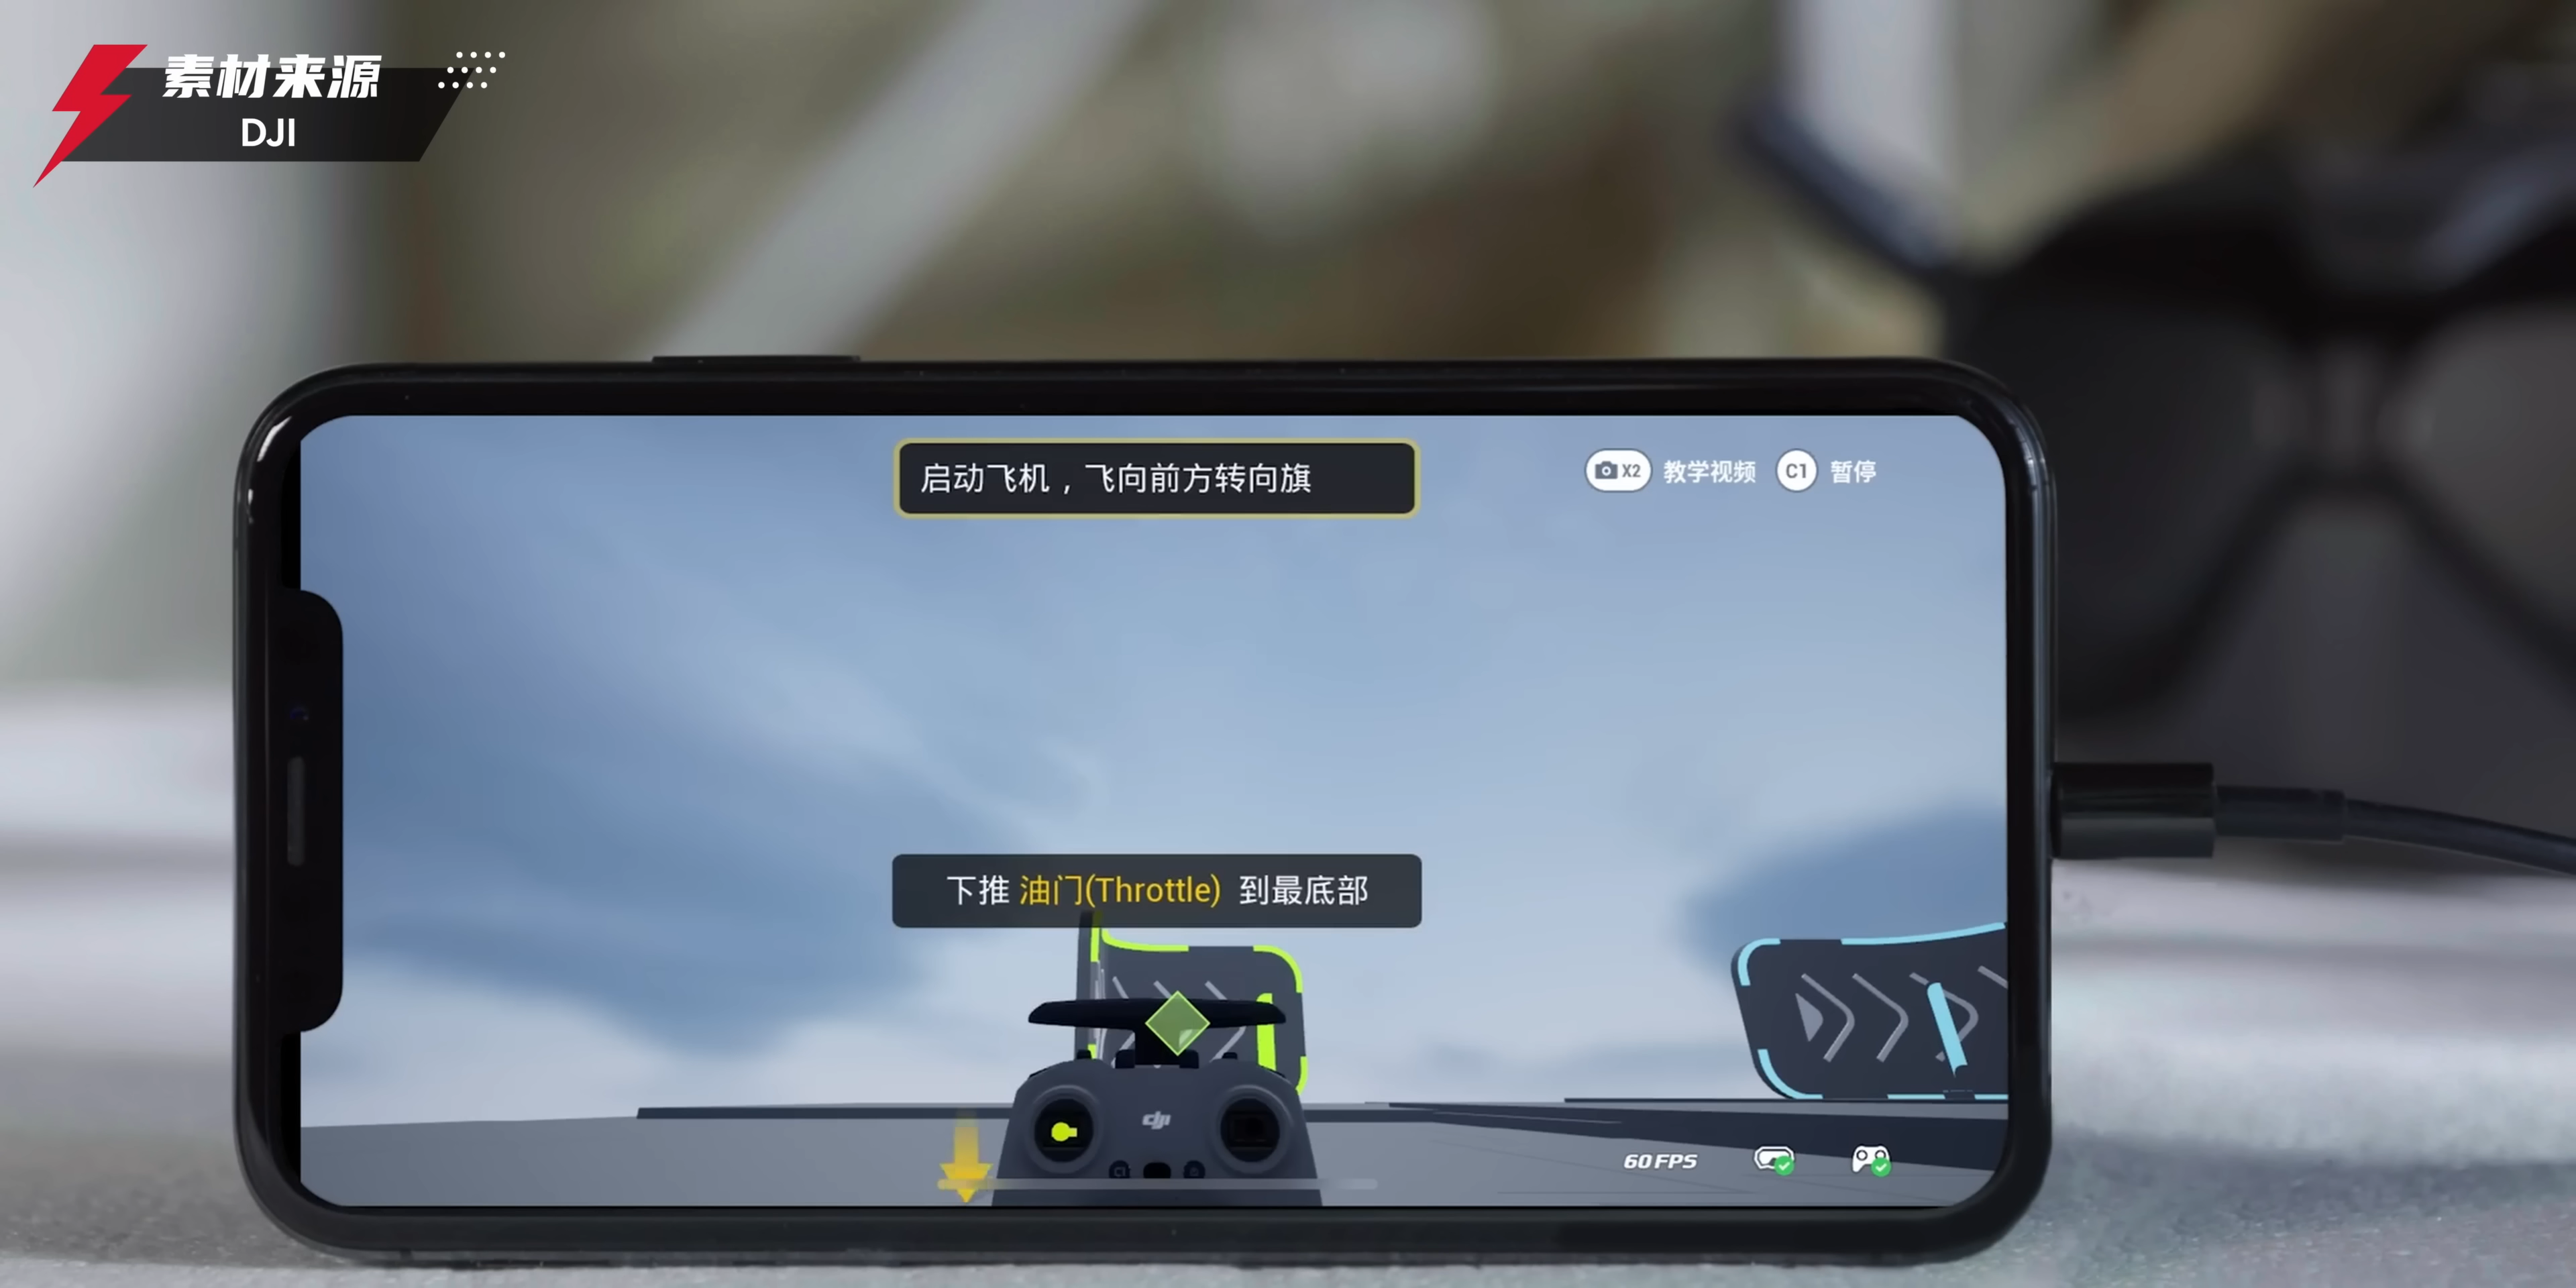 素材来源
DJI
启动飞机，飞向前方转向旗
X2 教学视频 C1 暂停
下推 油门(Throttle) 到最底部
dji
60 FPS